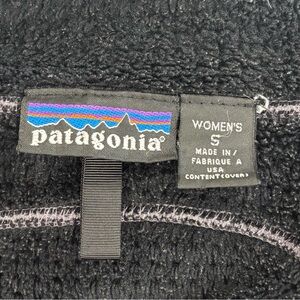 patagonia®
WOMEN'S
S
MADE IN/
FABRIQUE A
USA
CONTENT(OVER)